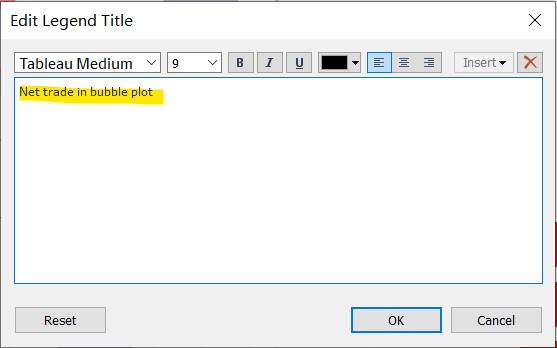 Edit Legend Title
Tableau Medium 9 B I U Insert
Net trade in bubble plot
Reset OK Cancel